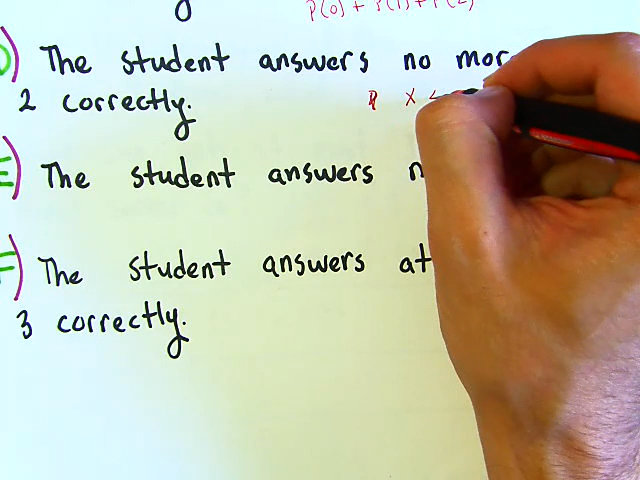 P(0) + P(1) + P(2)
D) The student answers no mor
2 correctly.
X <
E) The student answers n
F) The student answers at
3 correctly.